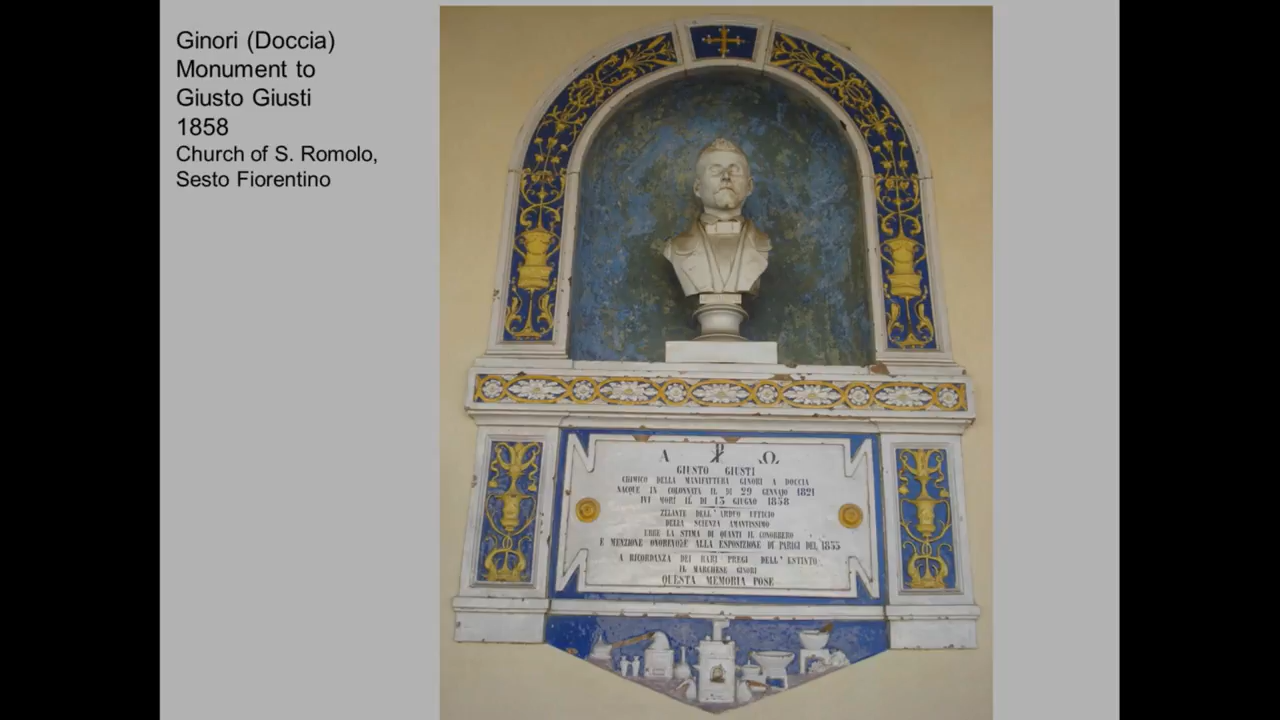 Ginori (Doccia)
Monument to
Giusto Giusti
1858
Church of S. Romolo,
Sesto Fiorentino
Α ☧ Ω
GIUSTO GIUSTI
CHIMICO DELLA MANIFATTURA GINORI A DOCCIA
NACQUE IN COLONNATA IL DI 29 GENNAIO 1821
IVI MORI IL DI 15 GIUGNO 1858
ZELANTE DELL'ARDUO UFFICIO
DELLA SCIENZA AMANTISSIMO
EBBE LA STIMA DI QUANTI IL CONOBBERO
E MENZIONE ONOREVOLE ALLA ESPOSIZIONE DI PARIGI DEL 1855
A RICORDANZA DEI RARI PREGI DELL'ESTINTO
IL MARCHESE GINORI
QUESTA MEMORIA POSE